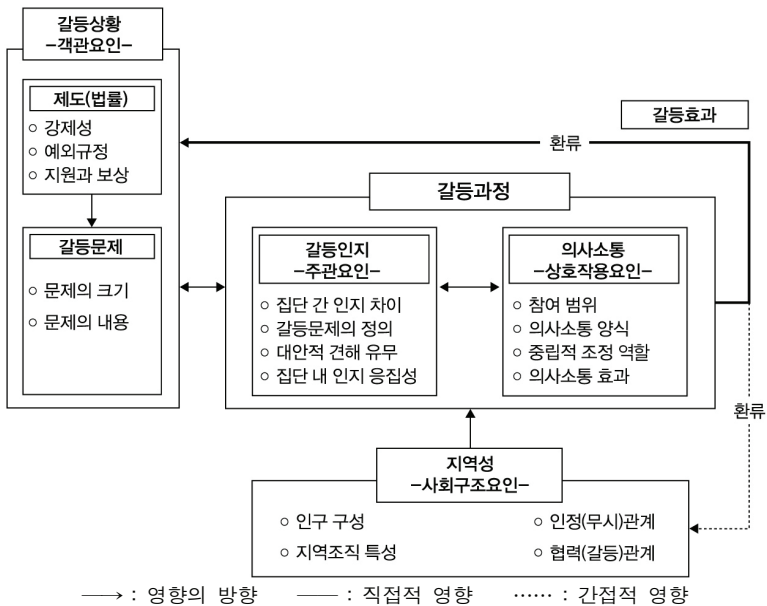 갈등상황
–객관요인–
제도(법률)
○ 강제성
○ 예외규정
○ 지원과 보상
갈등문제
○ 문제의 크기
○ 문제의 내용
갈등효과
환류
갈등과정
갈등인지
–주관요인–
○ 집단 간 인지 차이
○ 갈등문제의 정의
○ 대안적 견해 유무
○ 집단 내 인지 응집성
의사소통
–상호작용요인–
○ 참여 범위
○ 의사소통 양식
○ 중립적 조정 역할
○ 의사소통 효과
환류
지역성
–사회구조요인–
○ 인구 구성
○ 지역조직 특성
○ 인정(무시)관계
○ 협력(갈등)관계
──→ : 영향의 방향 ─── : 직접적 영향 ⋯⋯ : 간접적 영향